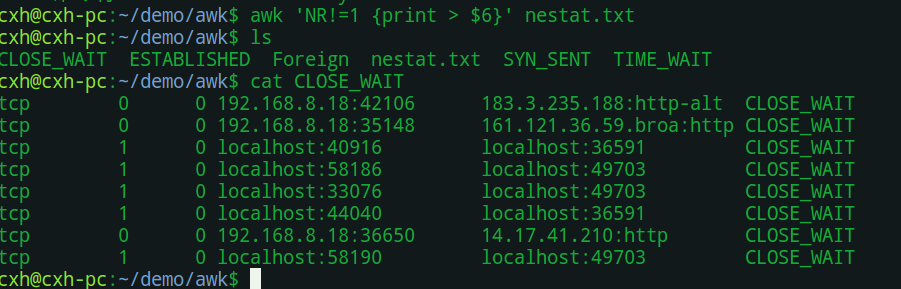 cxh@cxh-pc:~/demo/awk$ awk 'NR!=1 {print > $6}' nestat.txt
cxh@cxh-pc:~/demo/awk$ ls
CLOSE_WAIT  ESTABLISHED  Foreign  nestat.txt  SYN_SENT  TIME_WAIT
cxh@cxh-pc:~/demo/awk$ cat CLOSE_WAIT
tcp        0      0 192.168.8.18:42106      183.3.235.188:http-alt  CLOSE_WAIT
tcp        0      0 192.168.8.18:35148      161.121.36.59.broa:http CLOSE_WAIT
tcp        1      0 localhost:40916         localhost:36591         CLOSE_WAIT
tcp        1      0 localhost:58186         localhost:49703         CLOSE_WAIT
tcp        1      0 localhost:33076         localhost:49703         CLOSE_WAIT
tcp        1      0 localhost:44040         localhost:36591         CLOSE_WAIT
tcp        0      0 192.168.8.18:36650      14.17.41.210:http       CLOSE_WAIT
tcp        1      0 localhost:58190         localhost:49703         CLOSE_WAIT
cxh@cxh-pc:~/demo/awk$